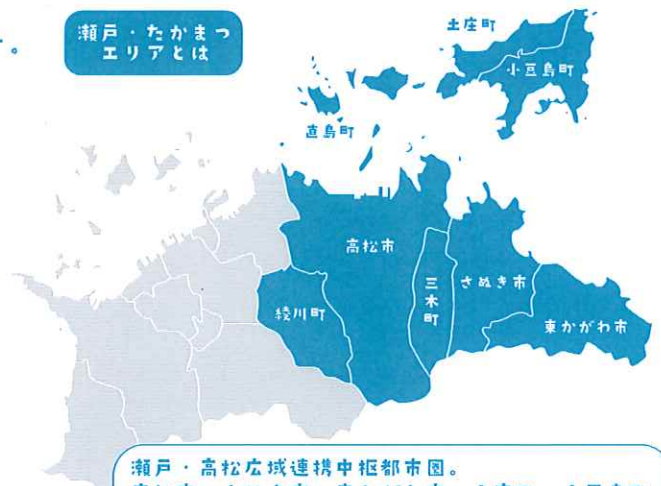 瀬戸・たかまつ
エリアとは
土庄町
小豆島町
直島町
高松市
三木町
さぬき市
綾川町
東かがわ市
瀬戸・高松広域連携中枢都市圏。